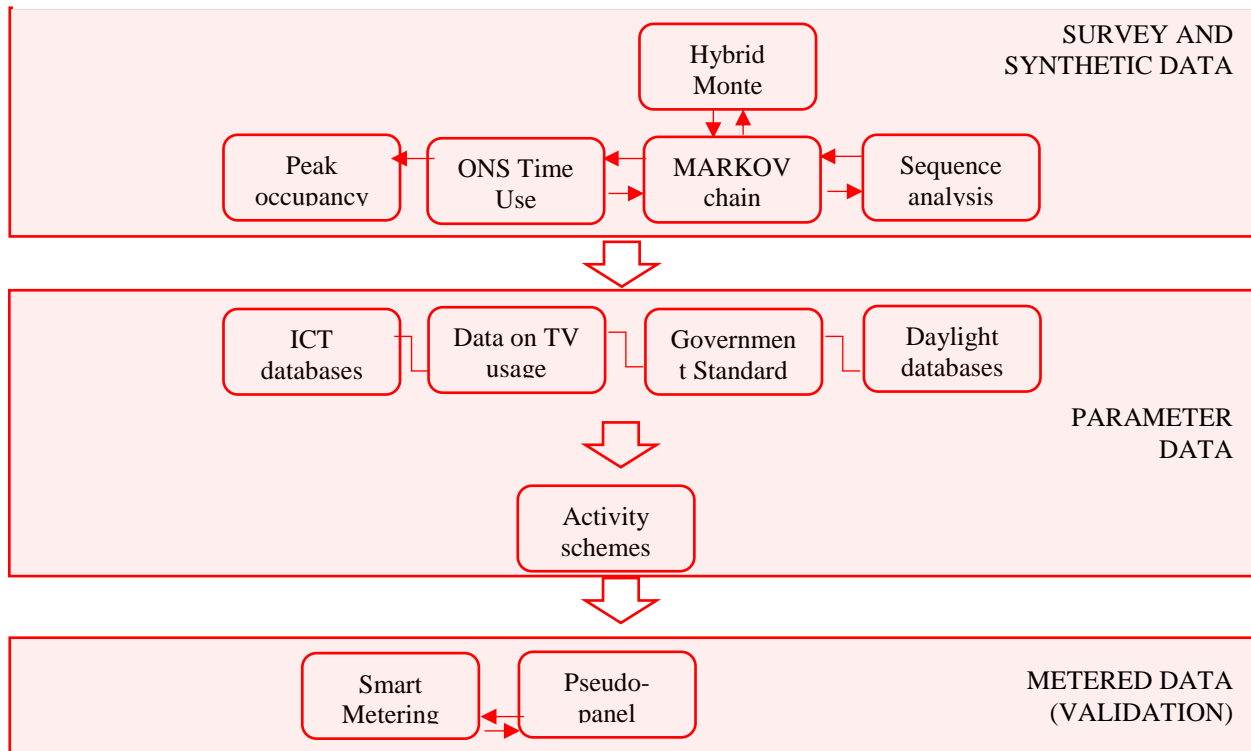 SURVEY AND
SYNTHETIC DATA
Hybrid
Monte
Peak
occupancy
ONS Time
Use
MARKOV
chain
Sequence
analysis
ICT
databases
Data on TV
usage
Governmen
t Standard
Daylight
databases
PARAMETER
DATA
Activity
schemes
METERED DATA
(VALIDATION)
Smart
Metering
Pseudo-
panel